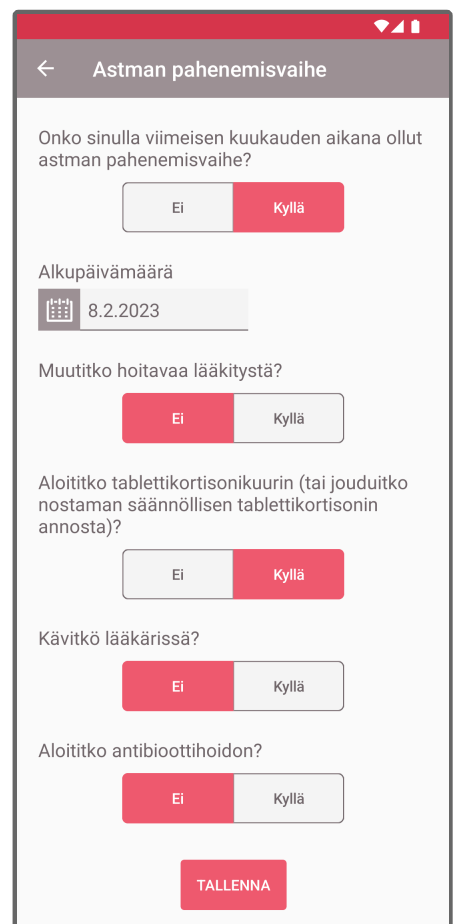 Astman pahenemisvaihe
Onko sinulla viimeisen kuukauden aikana ollut
astman pahenemisvaihe?
Ei Kyllä
Alkupäivämäärä
8.2.2023
Muutitko hoitavaa lääkitystä?
Ei Kyllä
Aloititko tablettikortisonikuurin (tai jouduitko
nostaman säännöllisen tablettikortisonin
annosta)?
Ei Kyllä
Kävitkö lääkärissä?
Ei Kyllä
Aloititko antibioottihoidon?
Ei Kyllä
TALLENNA